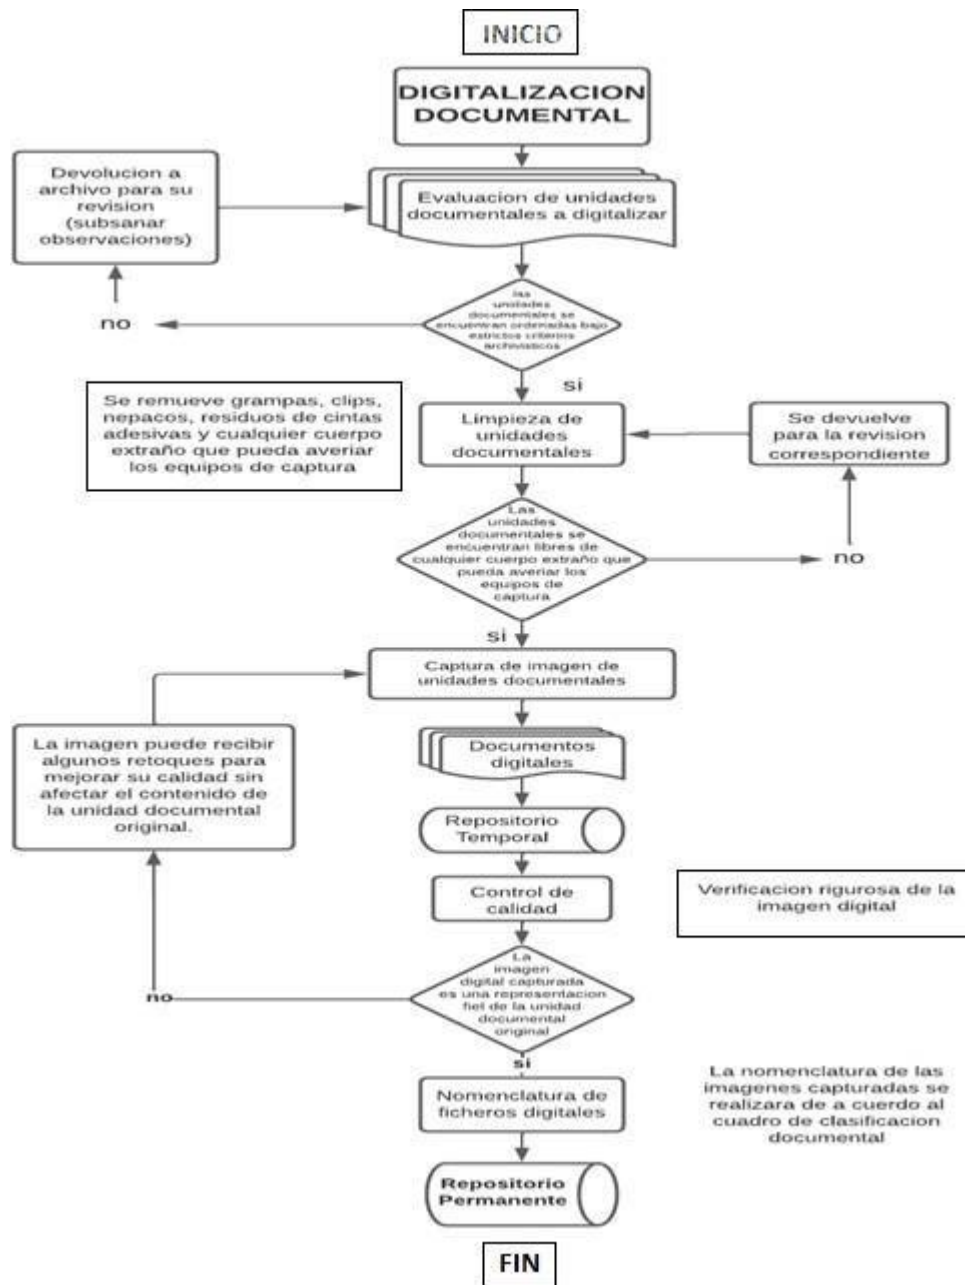 INICIO
DIGITALIZACION
DOCUMENTAL
Devolucion a
archivo para su
revision
(subsanar
observaciones)
Evaluacion de unidades
documentales a digitalizar
las
unidades
documentales se
encuentran ordenadas bajo
estrictos criterios
archivisticos
no
si
Se remueve grampas, clips,
nepacos, residuos de cintas
adesivas y cualquier cuerpo
extraño que pueda averiar
los equipos de captura
Limpieza de
unidades
documentales
Se devuelve
para la revision
correspondiente
Las
unidades
documentales se
encuentran libres de
cualquier cuerpo extraño que
pueda averiar los
equipos de
captura
no
si
Captura de imagen de
unidades documentales
La imagen puede recibir
algunos retoques para
mejorar su calidad sin
afectar el contenido de
la unidad documental
original.
Documentos
digitales
Repositorio
Temporal
Control de
calidad
Verificacion rigurosa de la
imagen digital
La
imagen
digital capturada
es una representacion
fiel de la unidad
documental
original
no
si
Nomenclatura de
ficheros digitales
La nomenclatura de las
imagenes capturadas se
realizara de a cuerdo al
cuadro de clasificacion
documental
Repositorio
Permanente
FIN